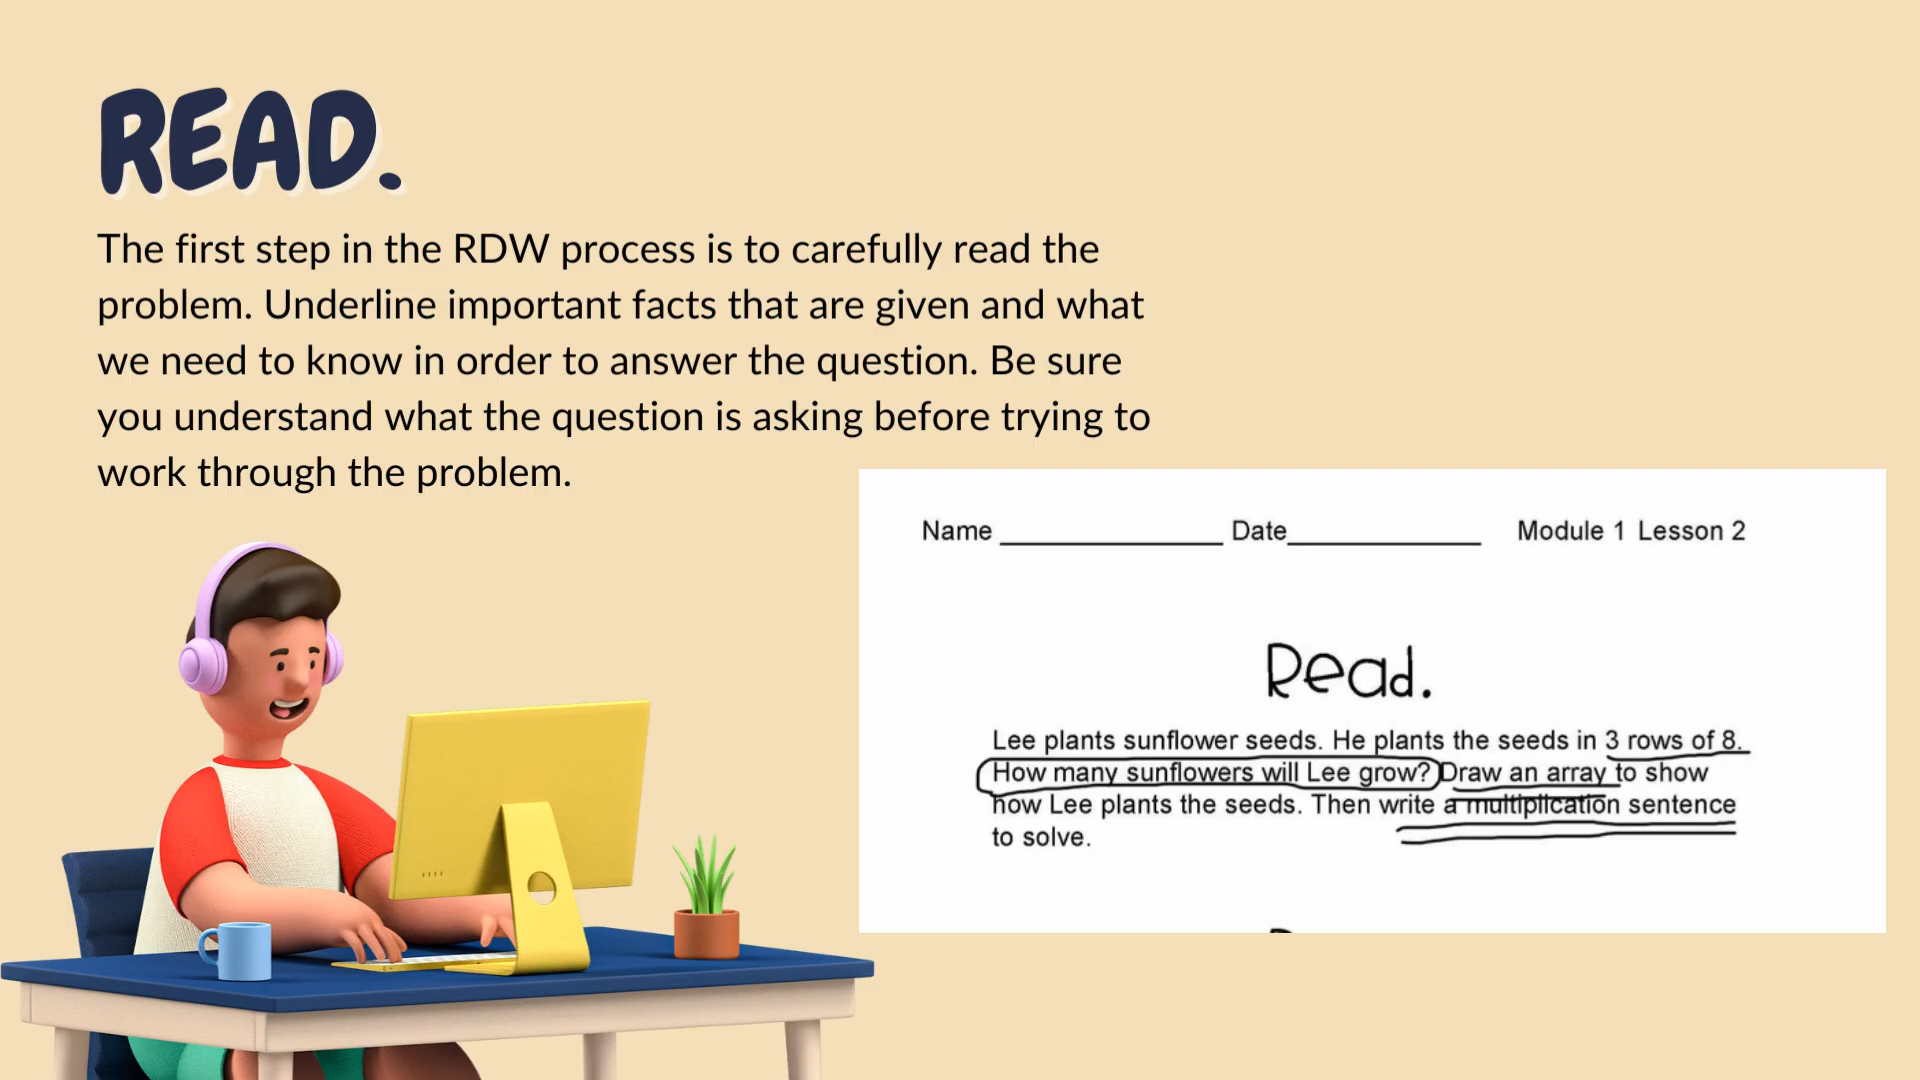 READ.
The first step in the RDW process is to carefully read the
problem. Underline important facts that are given and what
we need to know in order to answer the question. Be sure
you understand what the question is asking before trying to
work through the problem.
Name ______________ Date____________ Module 1 Lesson 2
Read.
Lee plants sunflower seeds. He plants the seeds in 3 rows of 8.
How many sunflowers will Lee grow? Draw an array to show
how Lee plants the seeds. Then write a multiplication sentence
to solve.